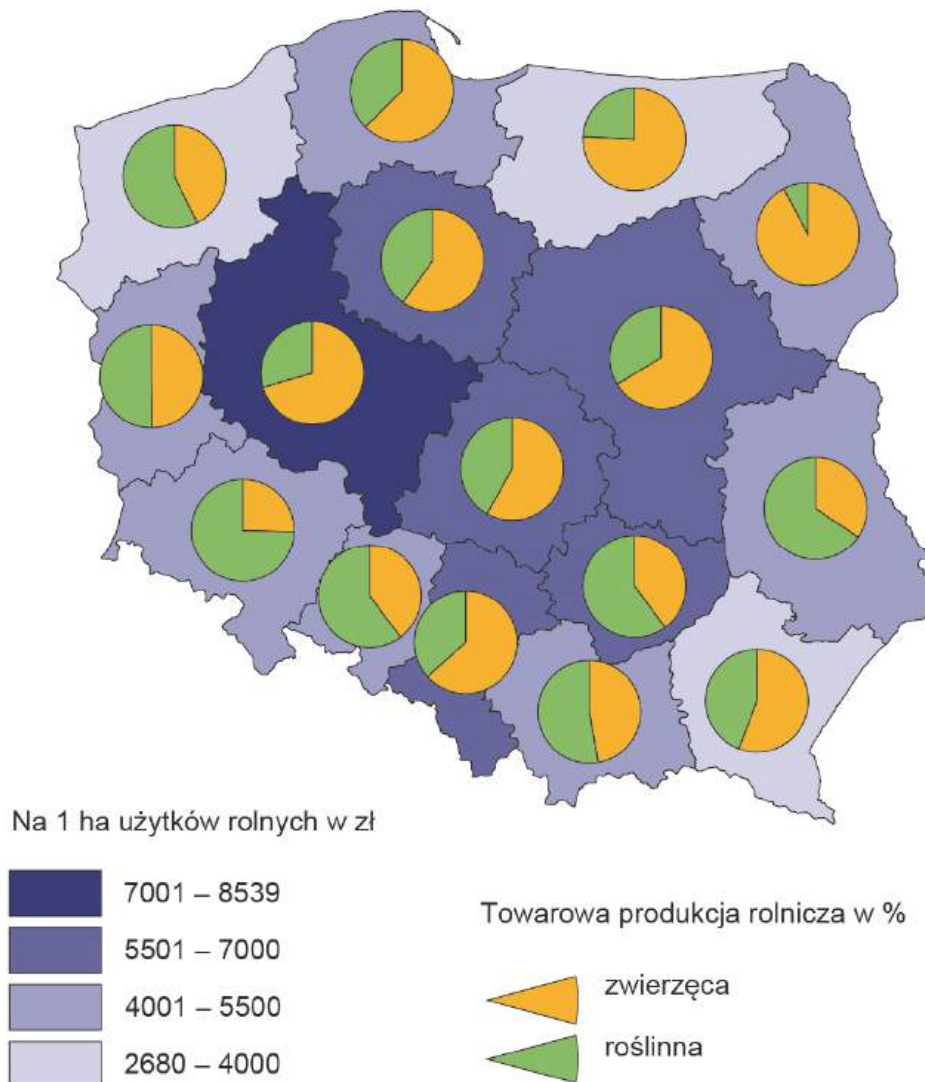 Na 1 ha użytków rolnych w zł
7001 – 8539
5501 – 7000
4001 – 5500
2680 – 4000
Towarowa produkcja rolnicza w %
zwierzęca
roślinna